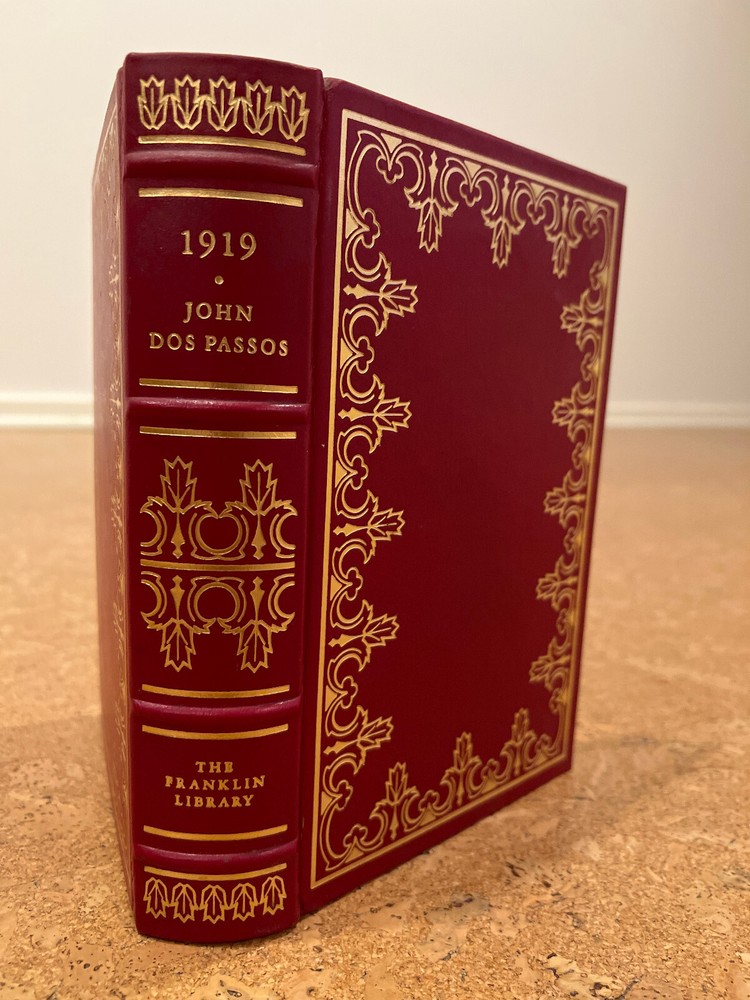 1919
JOHN
DOS PASSOS
THE
FRANKLIN
LIBRARY